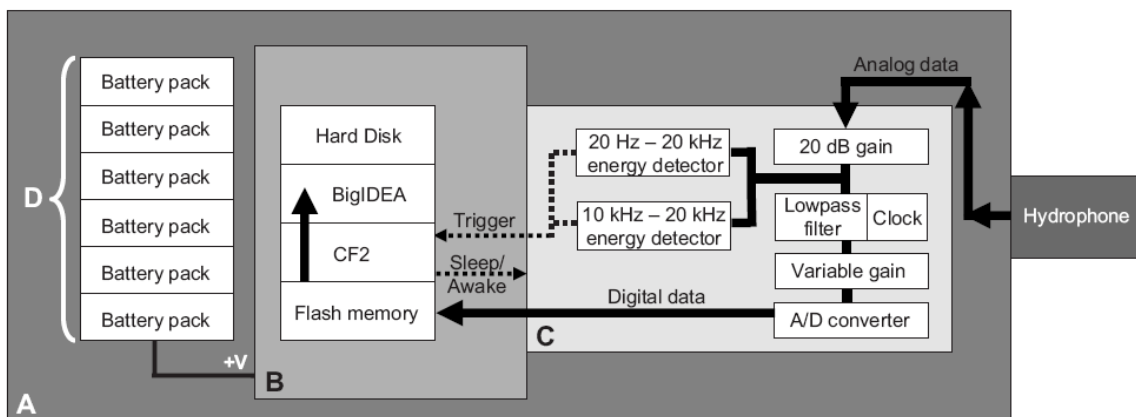 Battery pack
Battery pack
Battery pack
Battery pack
Battery pack
Battery pack
D
+V
A
Hard Disk
BigIDEA
CF2
Flash memory
B
Trigger
Sleep/
Awake
Digital data
20 Hz – 20 kHz
energy detector
10 kHz – 20 kHz
energy detector
Analog data
20 dB gain
Lowpass
filter
Clock
Variable gain
A/D converter
C
Hydrophone